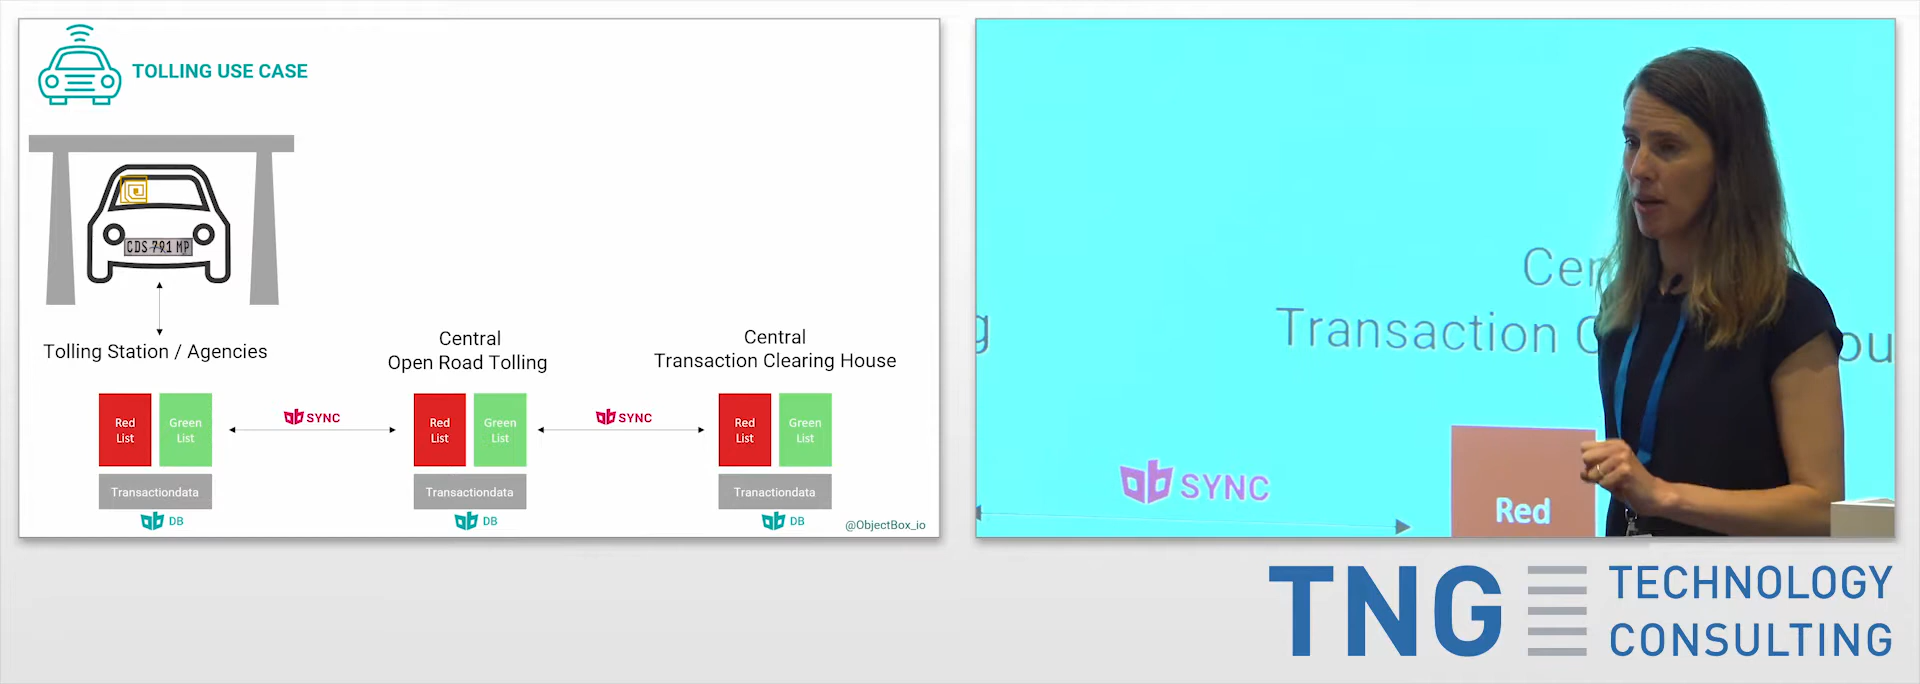 TOLLING USE CASE
CDS 791 MP
Tolling Station / Agencies
Central
Open Road Tolling
Central
Transaction Clearing House
Red
List
Green
List
SYNC
Red
List
Green
List
SYNC
Red
List
Green
List
Transactiondata
Transactiondata
Tranactiondata
DB
DB
DB
@ObjectBox_io
Cen
g
Transaction C
ou
SYNC
Red
TNG
TECHNOLOGY
CONSULTING